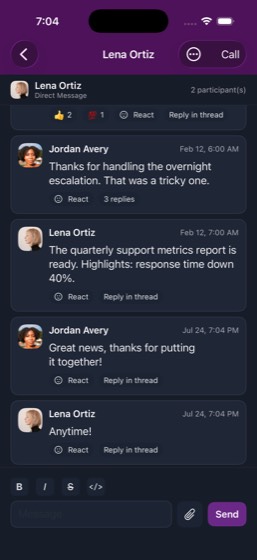 7:04
Lena Ortiz
Call
Lena Ortiz
Direct Message
2 participant(s)
👍 2
💯 1
React
Reply in thread
Jordan Avery
Feb 12, 6:00 AM
Thanks for handling the overnight
escalation. That was a tricky one.
React
3 replies
Lena Ortiz
Feb 12, 7:00 AM
The quarterly support metrics report is
ready. Highlights: response time down
40%.
React
Reply in thread
Jordan Avery
Jul 24, 7:04 PM
Great news, thanks for putting
it together!
React
Reply in thread
Lena Ortiz
Jul 24, 7:04 PM
Anytime!
React
Reply in thread
B
I
S
</>
Message
Send